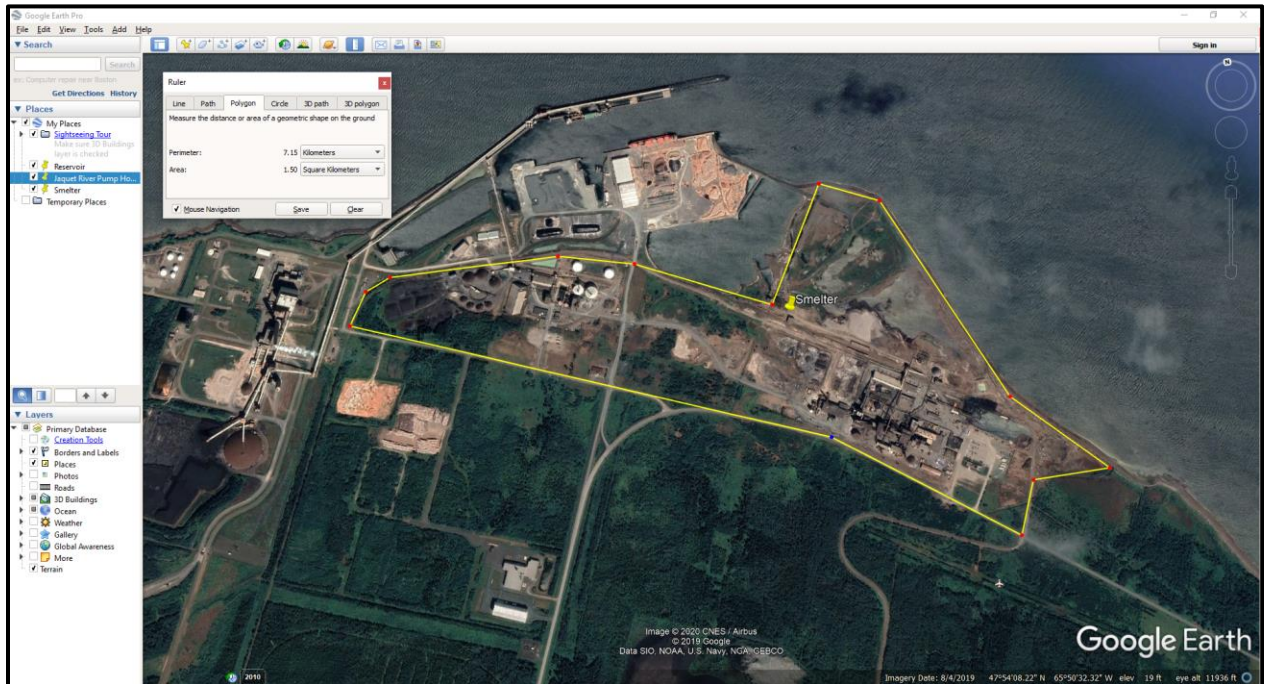 Google Earth Pro
File Edit View Tools Add Help
Search
Search
ex: Computer repair near Boston
Get Directions History
Places
My Places
Sightseeing Tour
Make sure 3D Buildings
layer is checked
Reservoir
Jaquet River Pump Ho...
Smelter
Temporary Places
Layers
Primary Database
Creation Tools
Borders and Labels
Places
Photos
Roads
3D Buildings
Ocean
Weather
Gallery
Global Awareness
More
Terrain
Sign in
Ruler
Line Path Polygon Circle 3D path 3D polygon
Measure the distance or area of a geometric shape on the ground
Perimeter: 7.15 Kilometers
Area: 1.50 Square Kilometers
Mouse Navigation Save Clear
N
Smelter
Image © 2020 CNES / Airbus
© 2019 Google
Data SIO, NOAA, U.S. Navy, NGA, GEBCO
Google Earth
2010
Imagery Date: 8/4/2019 47°54'08.22" N 65°50'32.32" W elev 19 ft eye alt 11936 ft